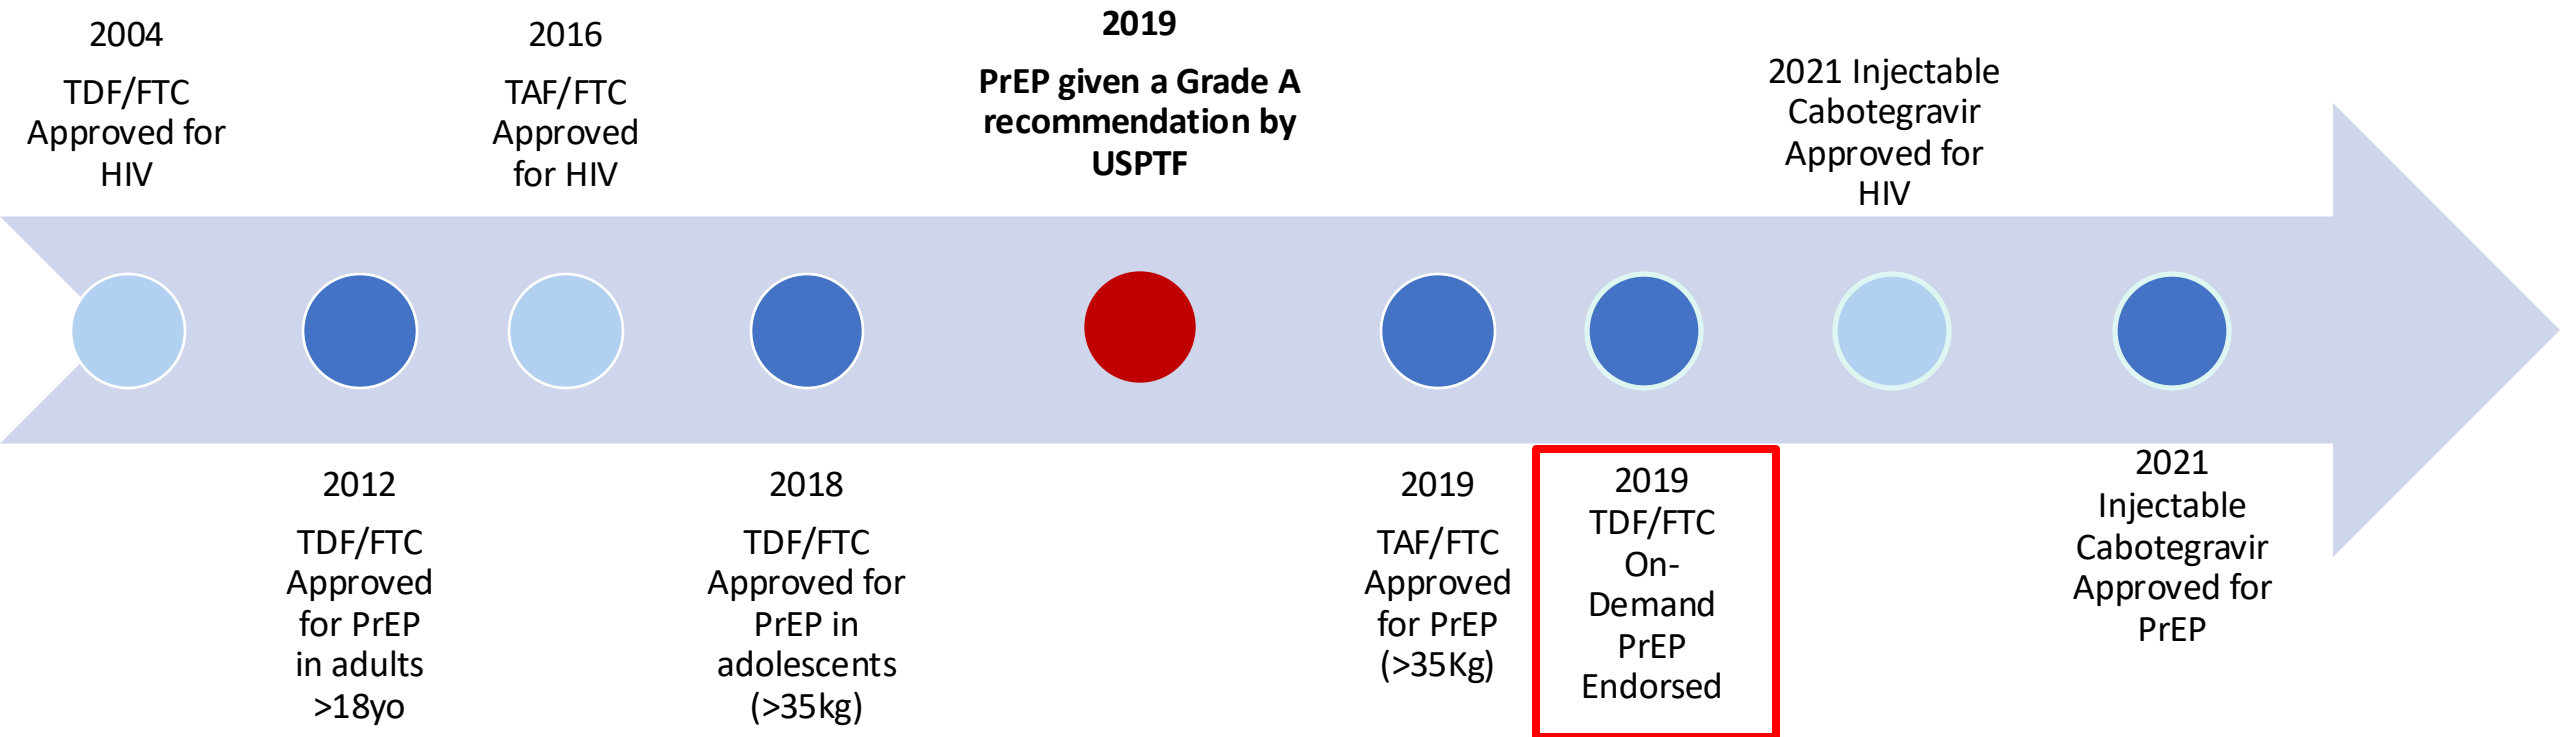 2004
TDF/FTC
Approved for
HIV
2012
TDF/FTC
Approved
for PrEP
in adults
>18yo
2016
TAF/FTC
Approved
for HIV
2018
TDF/FTC
Approved for
PrEP in
adolescents
(>35kg)
2019
PrEP given a Grade A
recommendation by
USPTF
2019
TAF/FTC
Approved
for PrEP
(>35Kg)
2019
TDF/FTC
On-
Demand
PrEP
Endorsed
2021 Injectable
Cabotegravir
Approved for
HIV
2021
Injectable
Cabotegravir
Approved for
PrEP